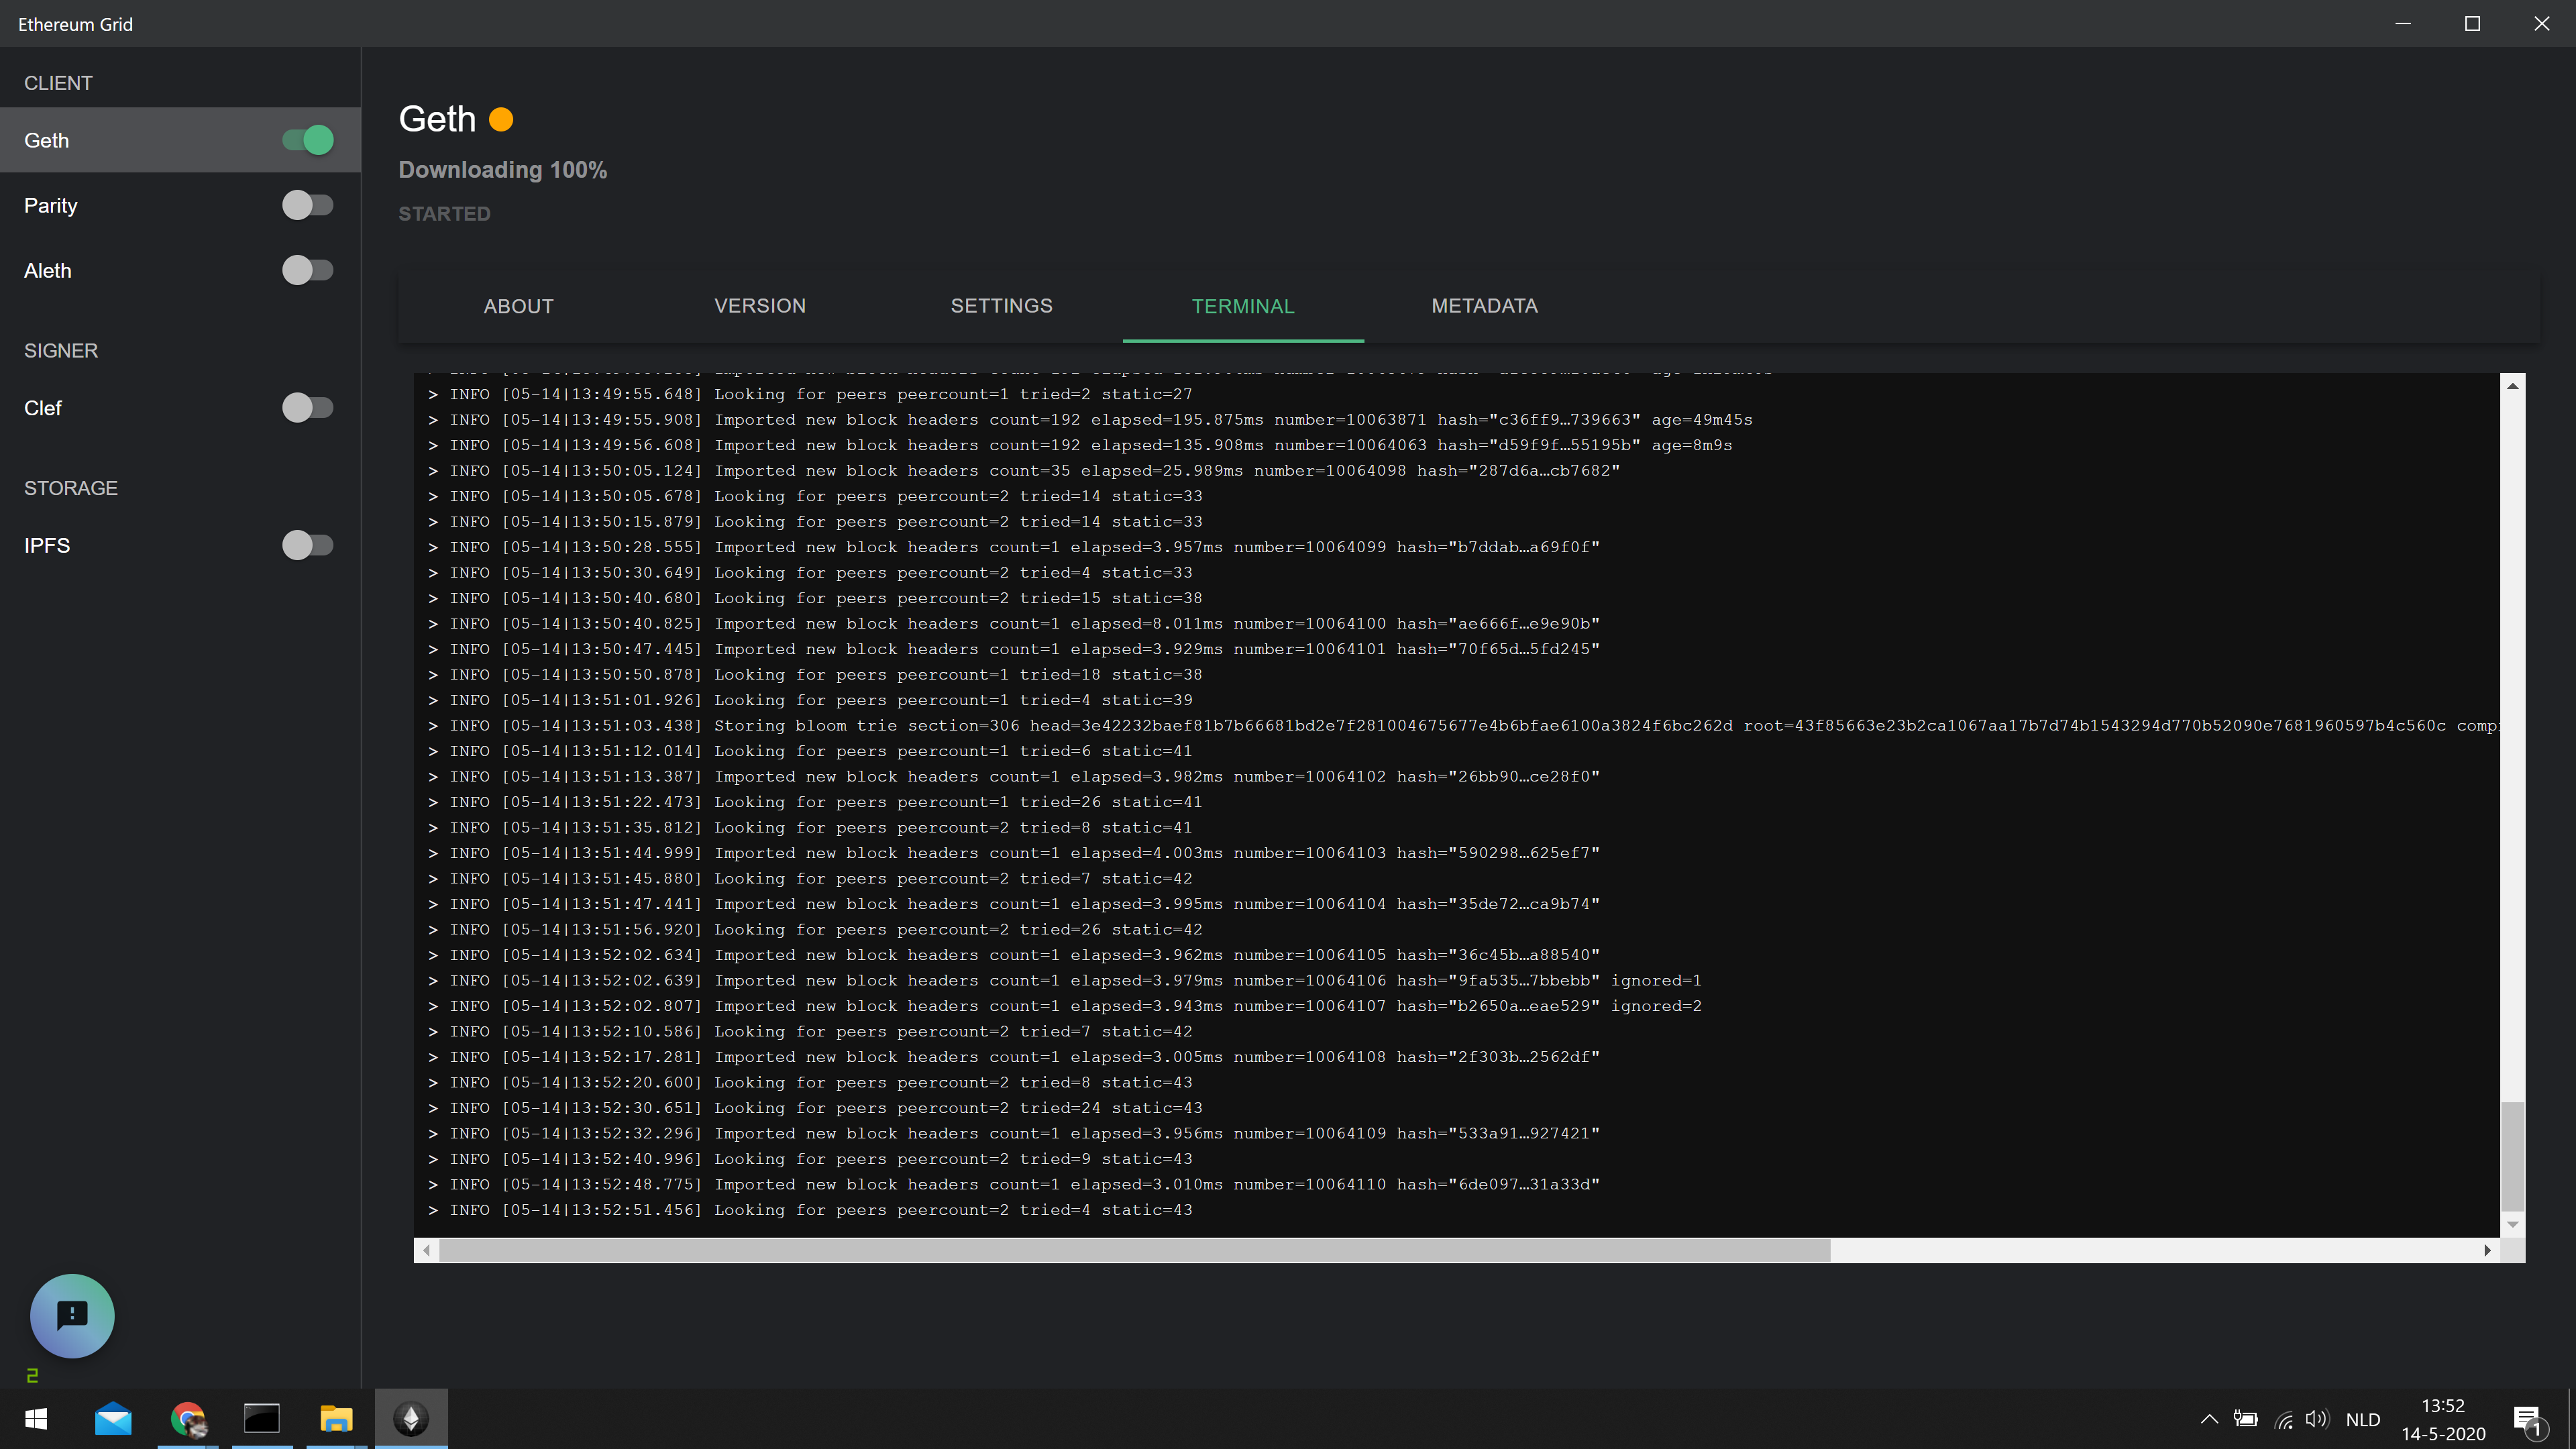 Ethereum Grid
CLIENT
Geth
Parity
Aleth
SIGNER
Clef
STORAGE
IPFS
Geth
Downloading 100%
STARTED
ABOUT
VERSION
SETTINGS
TERMINAL
METADATA
> INFO [05-14|13:49:55.648] Looking for peers peercount=1 tried=2 static=27
> INFO [05-14|13:49:55.908] Imported new block headers count=192 elapsed=195.875ms number=10063871 hash="c36ff9…739663" age=49m45s
> INFO [05-14|13:49:56.608] Imported new block headers count=192 elapsed=135.908ms number=10064063 hash="d59f9f…55195b" age=8m9s
> INFO [05-14|13:50:05.124] Imported new block headers count=35 elapsed=25.989ms number=10064098 hash="287d6a…cb7682"
> INFO [05-14|13:50:05.678] Looking for peers peercount=2 tried=14 static=33
> INFO [05-14|13:50:15.879] Looking for peers peercount=2 tried=14 static=33
> INFO [05-14|13:50:28.555] Imported new block headers count=1 elapsed=3.957ms number=10064099 hash="b7ddab…a69f0f"
> INFO [05-14|13:50:30.649] Looking for peers peercount=2 tried=4 static=33
> INFO [05-14|13:50:40.680] Looking for peers peercount=2 tried=15 static=38
> INFO [05-14|13:50:40.825] Imported new block headers count=1 elapsed=8.011ms number=10064100 hash="ae666f…e9e90b"
> INFO [05-14|13:50:47.445] Imported new block headers count=1 elapsed=3.929ms number=10064101 hash="70f65d…5fd245"
> INFO [05-14|13:50:50.878] Looking for peers peercount=1 tried=18 static=38
> INFO [05-14|13:51:01.926] Looking for peers peercount=1 tried=4 static=39
> INFO [05-14|13:51:03.438] Storing bloom trie section=306 head=3e42232baef81b7b66681bd2e7f281004675677e4b6bfae6100a3824f6bc262d root=43f85663e23b2ca1067aa17b7d74b1543294d770b52090e7681960597b4c560c comp
> INFO [05-14|13:51:12.014] Looking for peers peercount=1 tried=6 static=41
> INFO [05-14|13:51:13.387] Imported new block headers count=1 elapsed=3.982ms number=10064102 hash="26bb90…ce28f0"
> INFO [05-14|13:51:22.473] Looking for peers peercount=1 tried=26 static=41
> INFO [05-14|13:51:35.812] Looking for peers peercount=2 tried=8 static=41
> INFO [05-14|13:51:44.999] Imported new block headers count=1 elapsed=4.003ms number=10064103 hash="590298…625ef7"
> INFO [05-14|13:51:45.880] Looking for peers peercount=2 tried=7 static=42
> INFO [05-14|13:51:47.441] Imported new block headers count=1 elapsed=3.995ms number=10064104 hash="35de72…ca9b74"
> INFO [05-14|13:51:56.920] Looking for peers peercount=2 tried=26 static=42
> INFO [05-14|13:52:02.634] Imported new block headers count=1 elapsed=3.962ms number=10064105 hash="36c45b…a88540"
> INFO [05-14|13:52:02.639] Imported new block headers count=1 elapsed=3.979ms number=10064106 hash="9fa535…7bbebb" ignored=1
> INFO [05-14|13:52:02.807] Imported new block headers count=1 elapsed=3.943ms number=10064107 hash="b2650a…eae529" ignored=2
> INFO [05-14|13:52:10.586] Looking for peers peercount=2 tried=7 static=42
> INFO [05-14|13:52:17.281] Imported new block headers count=1 elapsed=3.005ms number=10064108 hash="2f303b…2562df"
> INFO [05-14|13:52:20.600] Looking for peers peercount=2 tried=8 static=43
> INFO [05-14|13:52:30.651] Looking for peers peercount=2 tried=24 static=43
> INFO [05-14|13:52:32.296] Imported new block headers count=1 elapsed=3.956ms number=10064109 hash="533a91…927421"
> INFO [05-14|13:52:40.996] Looking for peers peercount=2 tried=9 static=43
> INFO [05-14|13:52:48.775] Imported new block headers count=1 elapsed=3.010ms number=10064110 hash="6de097…31a33d"
> INFO [05-14|13:52:51.456] Looking for peers peercount=2 tried=4 static=43
2
NLD
13:52
14-5-2020
1